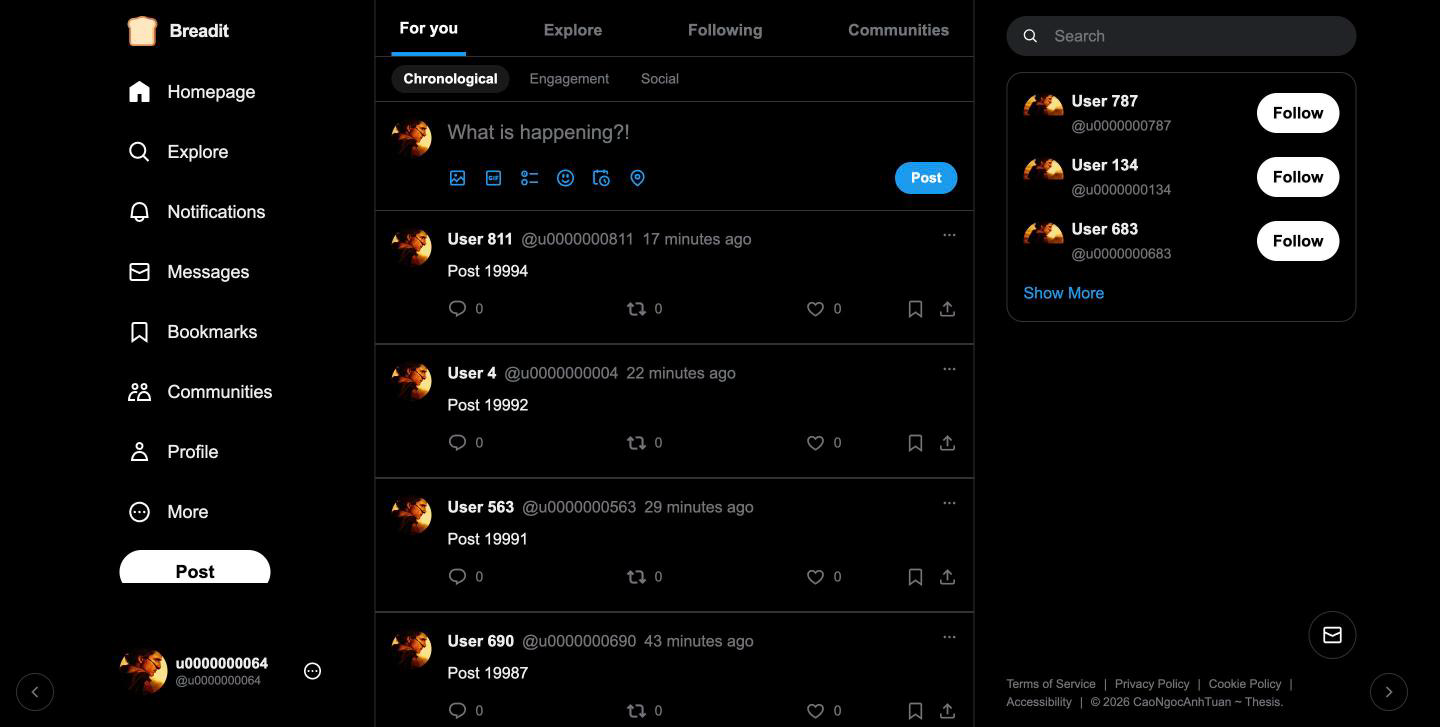 Breadit
Homepage
Explore
Notifications
Messages
Bookmarks
Communities
Profile
More
Post
u0000000064
@u0000000064
For you Explore Following Communities
Chronological Engagement Social
What is happening?!
GIF
Post
User 811 @u0000000811 17 minutes ago
Post 19994
0 0 0
User 4 @u0000000004 22 minutes ago
Post 19992
0 0 0
User 563 @u0000000563 29 minutes ago
Post 19991
0 0 0
User 690 @u0000000690 43 minutes ago
Post 19987
0 0 0
Search
User 787
@u0000000787
Follow
User 134
@u0000000134
Follow
User 683
@u0000000683
Follow
Show More
Terms of Service | Privacy Policy | Cookie Policy |
Accessibility | © 2026 CaoNgocAnhTuan ~ Thesis.